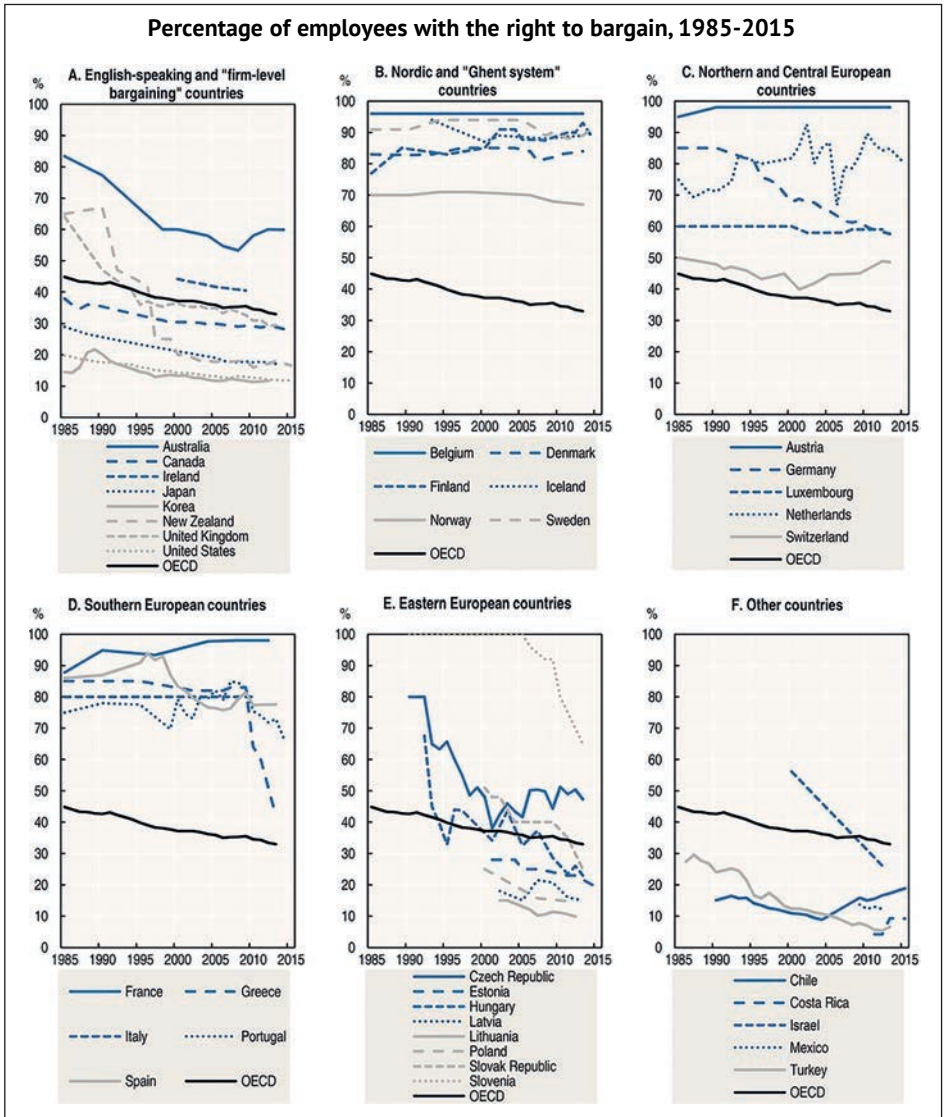 Percentage of employees with the right to bargain, 1985-2015
A. English-speaking and "firm-level
bargaining" countries
%
100
90
80
70
60
50
40
30
20
10
0
1985 1990 1995 2000 2005 2010 2015
Australia
Canada
Ireland
Japan
Korea
New Zealand
United Kingdom
United States
OECD
B. Nordic and "Ghent system"
countries
%
100
90
80
70
60
50
40
30
20
10
0
1985 1990 1995 2000 2005 2010 2015
Belgium Denmark
Finland Iceland
Norway Sweden
OECD
C. Northern and Central European
countries
%
100
90
80
70
60
50
40
30
20
10
0
1985 1990 1995 2000 2005 2010 2015
Austria
Germany
Luxembourg
Netherlands
Switzerland
OECD
D. Southern European countries
%
100
90
80
70
60
50
40
30
20
10
0
1985 1990 1995 2000 2005 2010 2015
France Greece
Italy Portugal
Spain OECD
E. Eastern European countries
%
100
90
80
70
60
50
40
30
20
10
0
1985 1990 1995 2000 2005 2010 2015
Czech Republic
Estonia
Hungary
Latvia
Lithuania
Poland
Slovak Republic
Slovenia
OECD
F. Other countries
%
100
90
80
70
60
50
40
30
20
10
0
1985 1990 1995 2000 2005 2010 2015
Chile
Costa Rica
Israel
Mexico
Turkey
OECD